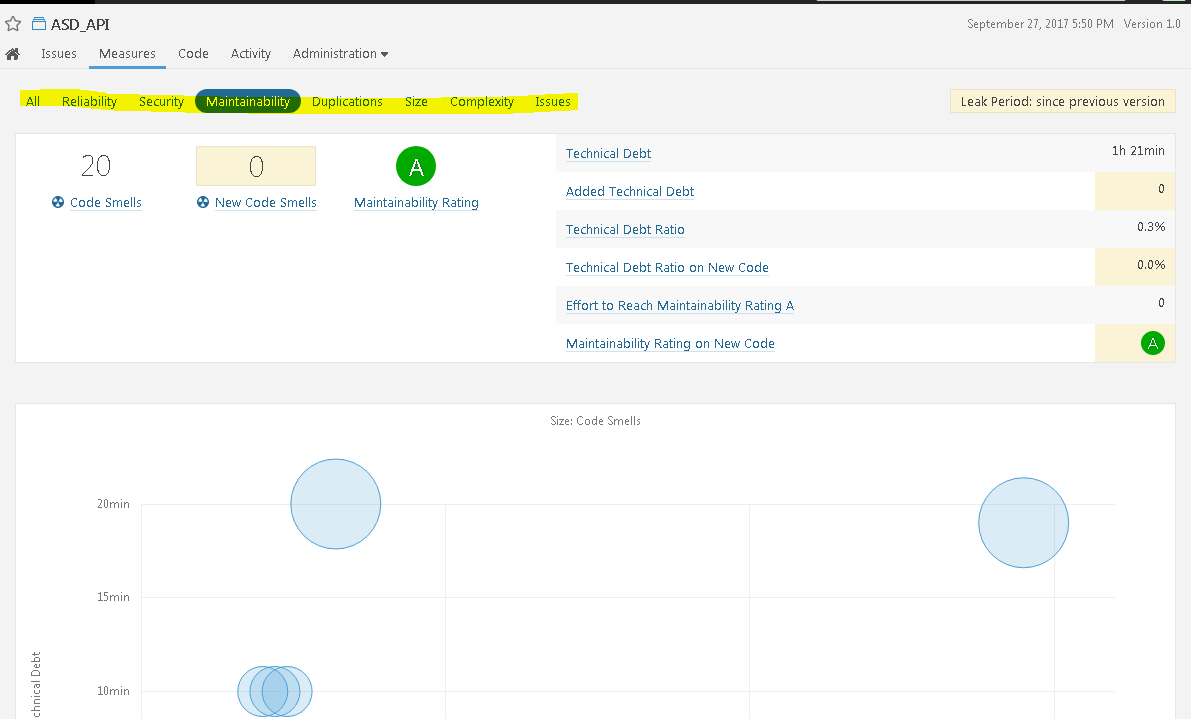 ASD_API
September 27, 2017 5:50 PM Version 1.0
Issues Measures Code Activity Administration
All Reliability Security Maintainability Duplications Size Complexity Issues
Leak Period: since previous version
20
Code Smells
0
New Code Smells
A
Maintainability Rating
Technical Debt 1h 21min
Added Technical Debt 0
Technical Debt Ratio 0.3%
Technical Debt Ratio on New Code 0.0%
Effort to Reach Maintainability Rating A 0
Maintainability Rating on New Code A
Size: Code Smells
20min
15min
10min
Debt